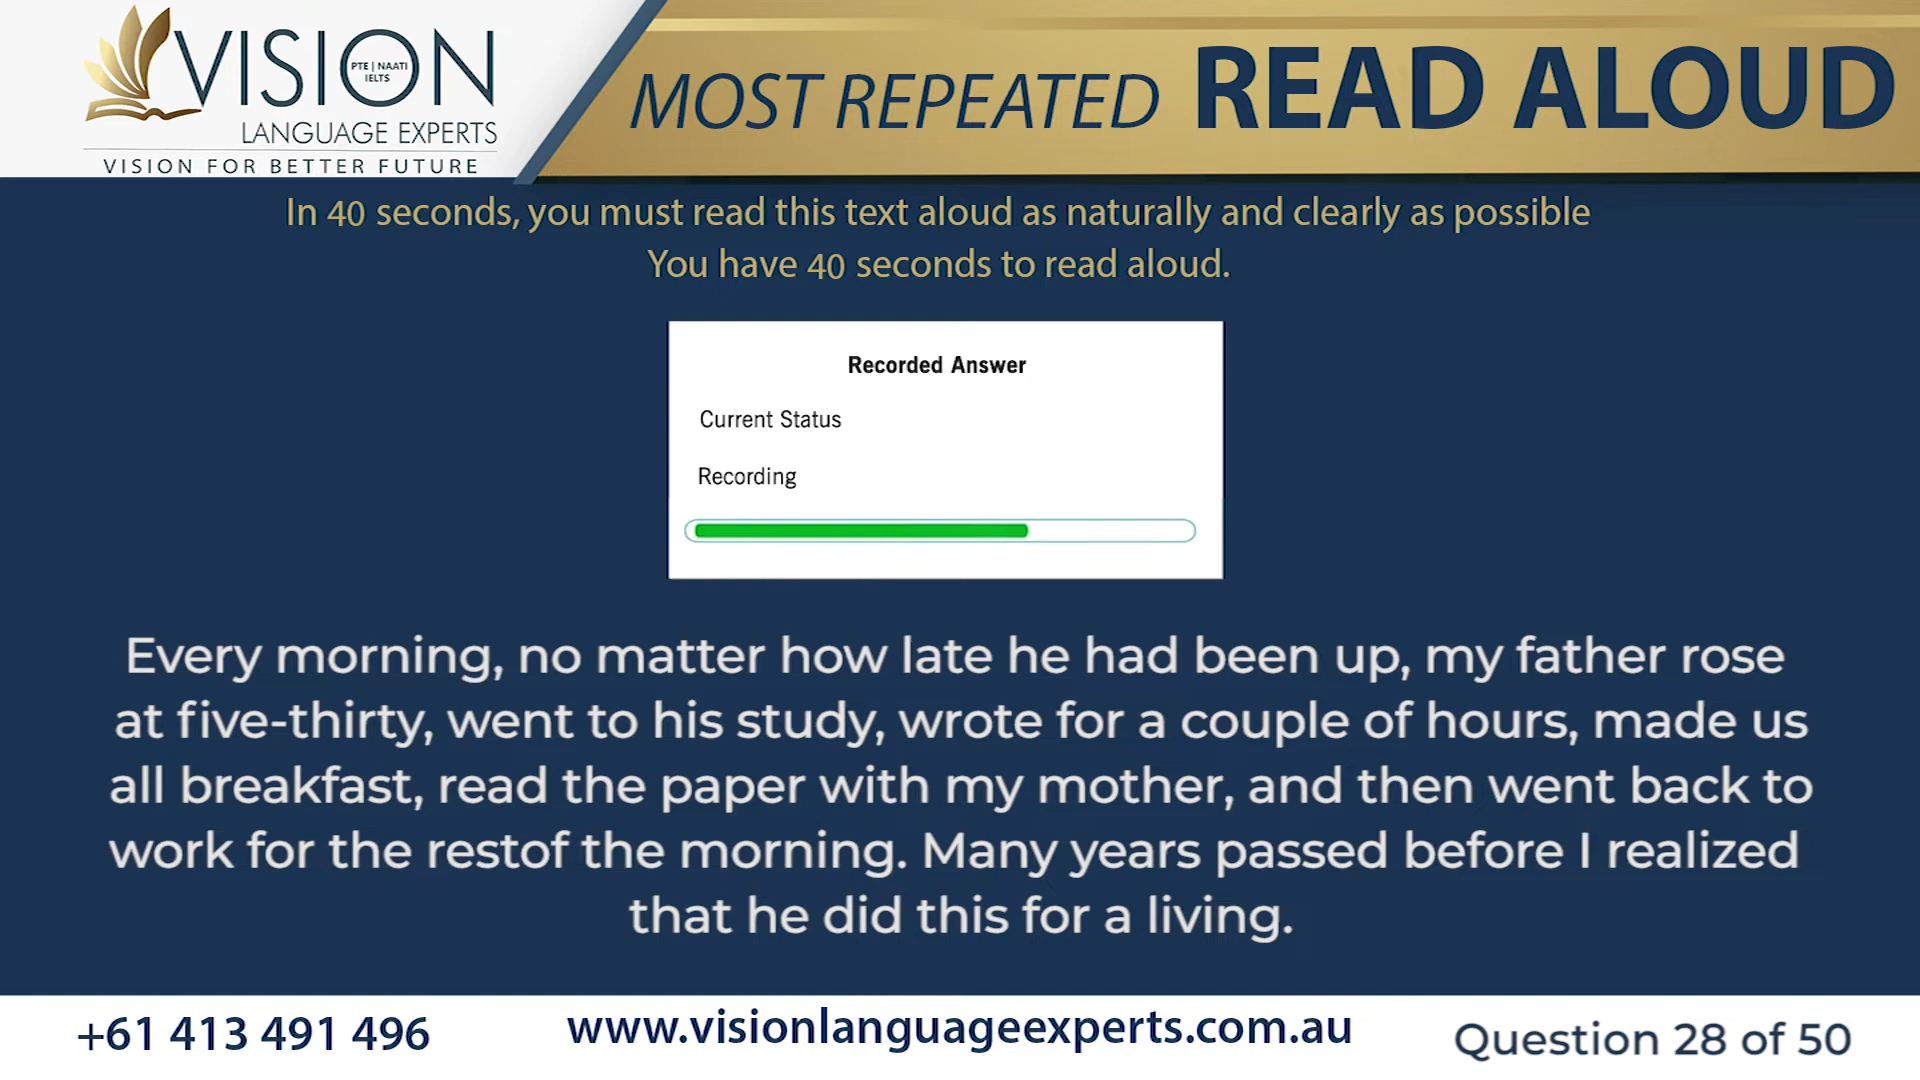 VISION
PTE | NAATI
IELTS
LANGUAGE EXPERTS
VISION FOR BETTER FUTURE
MOST REPEATED READ ALOUD
In 40 seconds, you must read this text aloud as naturally and clearly as possible
You have 40 seconds to read aloud.
Recorded Answer
Current Status
Recording
Every morning, no matter how late he had been up, my father rose
at five-thirty, went to his study, wrote for a couple of hours, made us
all breakfast, read the paper with my mother, and then went back to
work for the restof the morning. Many years passed before I realized
that he did this for a living.
+61 413 491 496
www.visionlanguageexperts.com.au
Question 28 of 50